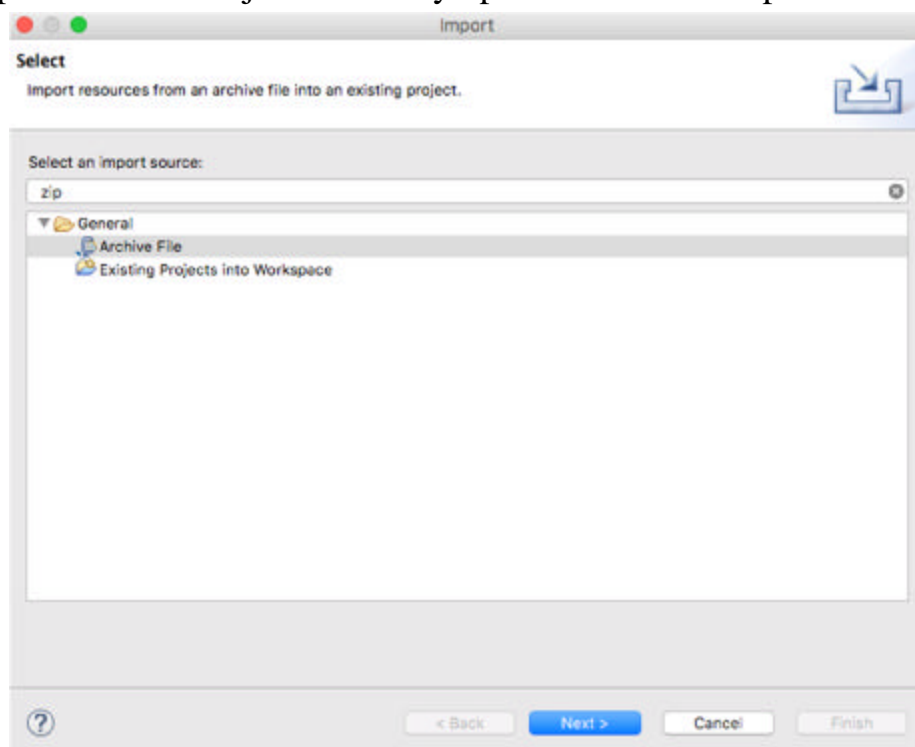 Import
Select
Import resources from an archive file into an existing project.
Select an import source:
zip
General
Archive File
Existing Projects into Workspace
?
< Back Next > Cancel Finish